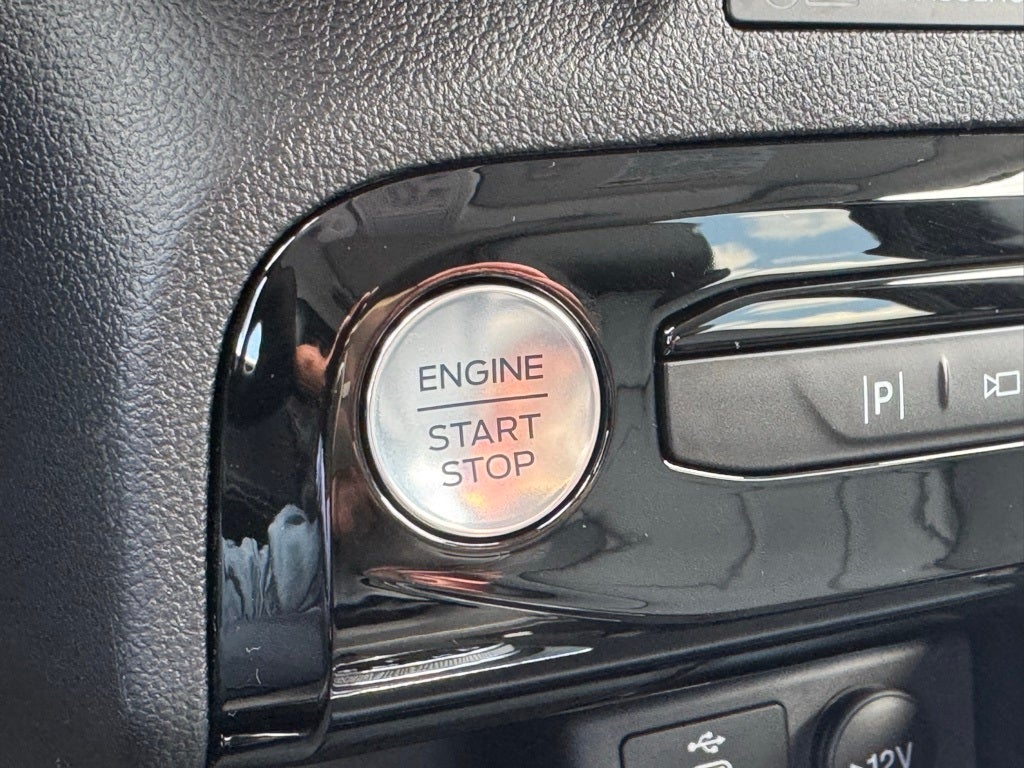 ENGINE
START
STOP
|P|
12V